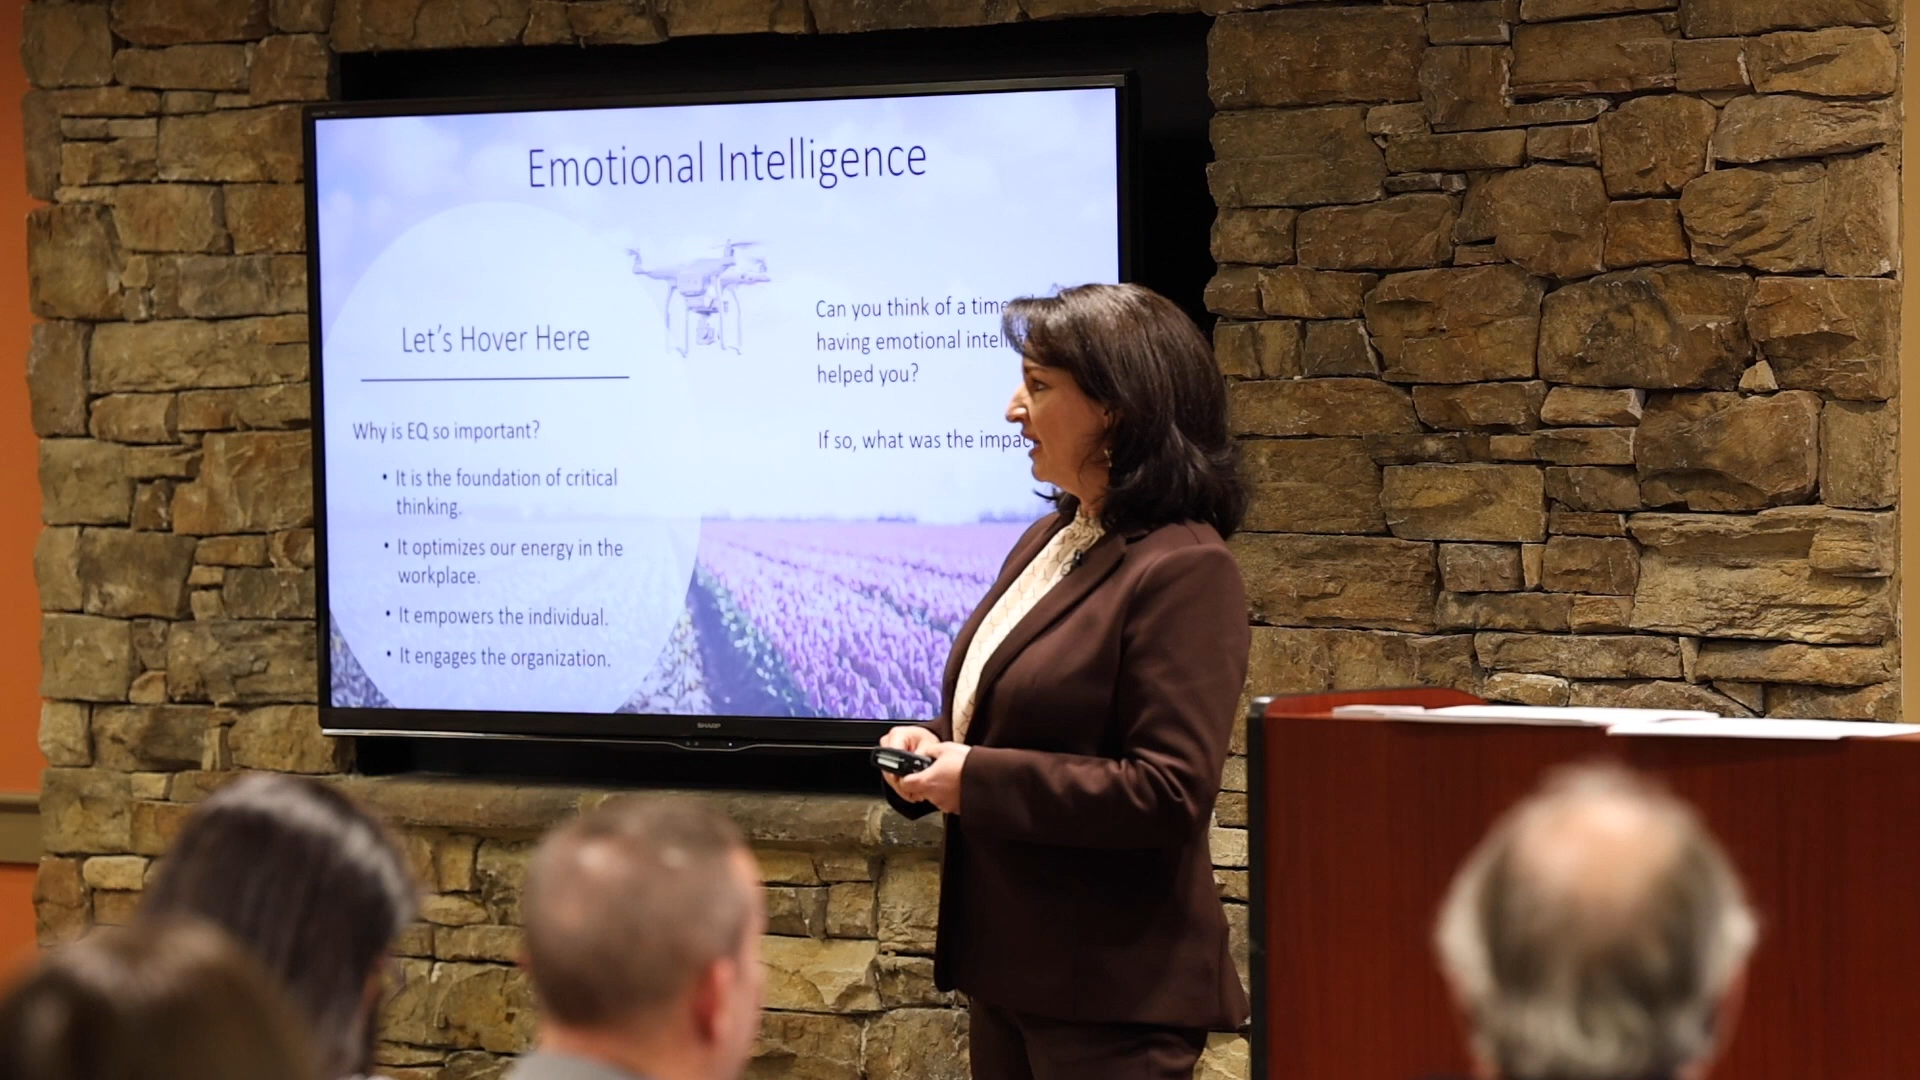 Emotional Intelligence
Let's Hover Here
Why is EQ so important?
• It is the foundation of critical
thinking.
• It optimizes our energy in the
workplace.
• It empowers the individual.
• It engages the organization.
Can you think of a time
having emotional
helped you?
If so, what was the
SHARP